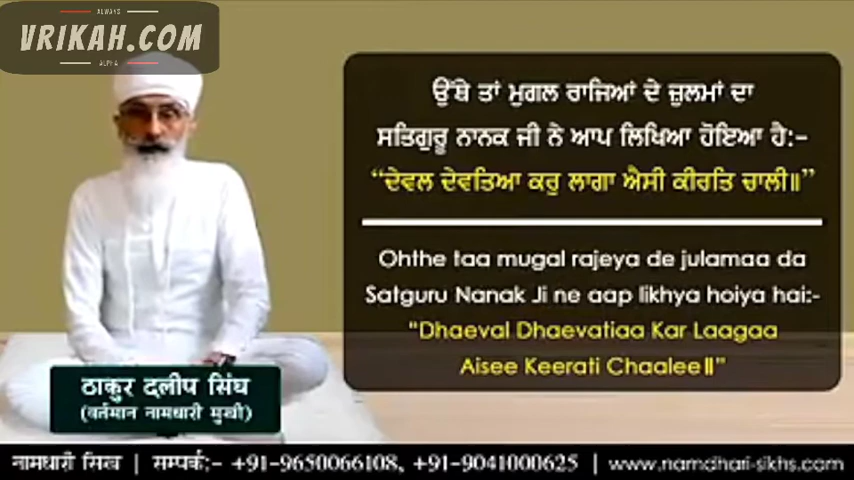 ALWAYS
VRIKAH.COM
ALPHA
ਉੱਥੇ ਤਾਂ ਮੁਗਲ ਰਾਜਿਆਂ ਦੇ ਜ਼ੁਲਮਾਂ ਦਾ
ਸਤਿਗੁਰੂ ਨਾਨਕ ਜੀ ਨੇ ਆਪ ਲਿਖਿਆ ਹੋਇਆ ਹੈ:-
“ਦੇਵਲ ਦੇਵਤਿਆ ਕਰੁ ਲਾਗਾ ਐਸੀ ਕੀਰਤਿ ਚਾਲੀ॥”
Ohthe taa mugal rajeya de julamaa da
Satguru Nanak Ji ne aap likhya hoiya hai:-
“Dhaeval Dhaevatiaa Kar Laagaa
Aisee Keerati Chaalee॥”
ठाकुर दलीप सिंघ
(वर्तमान नामधारी मुखी)
नामधारी सिख | सम्पर्क:- +91-9650066108, +91-9041000625 | www.namdhari-sikhs.com